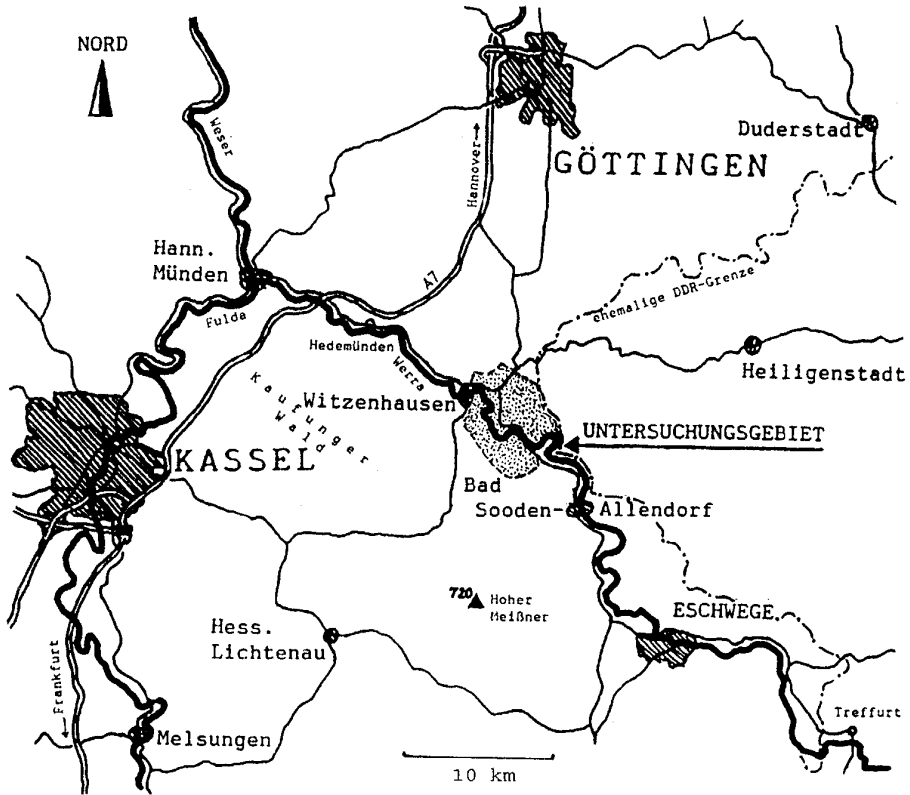 NORD
Weser
Hannover→
GÖTTINGEN
Duderstadt
Hann.
Münden
A7
ehemalige DDR-Grenze
Fulda
Hedemünden
Werra
Heiligenstadt
Kaufunger
Wald
Witzenhausen
UNTERSUCHUNGSGEBIET
KASSEL
Bad
Sooden-Allendorf
720
Hoher
Meißner
ESCHWEGE
Hess.
Lichtenau
←Frankfurt
Treffurt
Melsungen
10 km